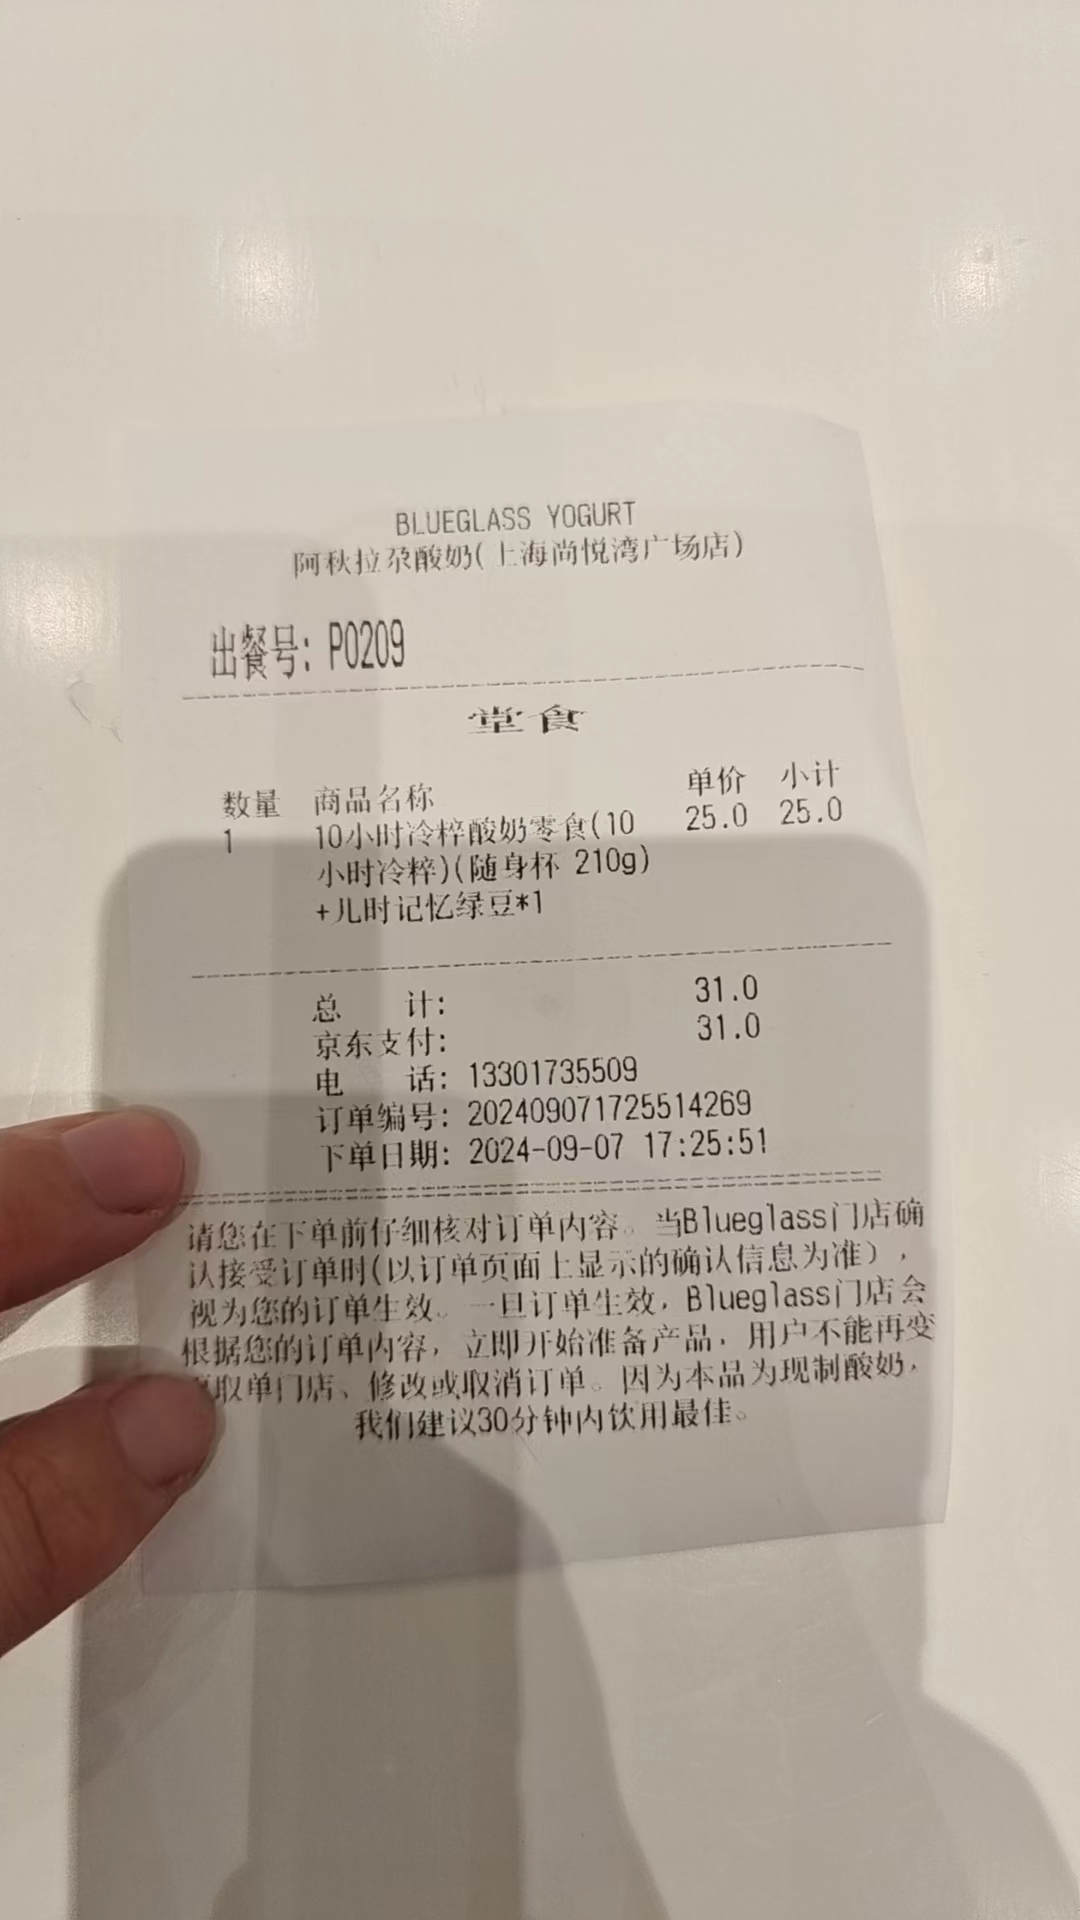 BLUEGLASS YOGURT
阿秋拉尕酸奶(上海尚悦湾广场店)
出餐号: P0209
堂食
数量 商品名称 单价 小计
1 10小时冷粹酸奶零食(10 25.0 25.0
小时冷粹)(随身杯 210g)
+儿时记忆绿豆*1
总 计: 31.0
京东支付: 31.0
电 话: 13301735509
订单编号: 202409071725514269
下单日期: 2024-09-07 17:25:51
请您在下单前仔细核对订单内容。当Blueglass门店确
认接受订单时(以订单页面上显示的确认信息为准),
视为您的订单生效。一旦订单生效,Blueglass门店会
根据您的订单内容,立即开始准备产品,用户不能再变
取单门店、修改或取消订单。因为本品为现制酸奶,
我们建议30分钟内饮用最佳。